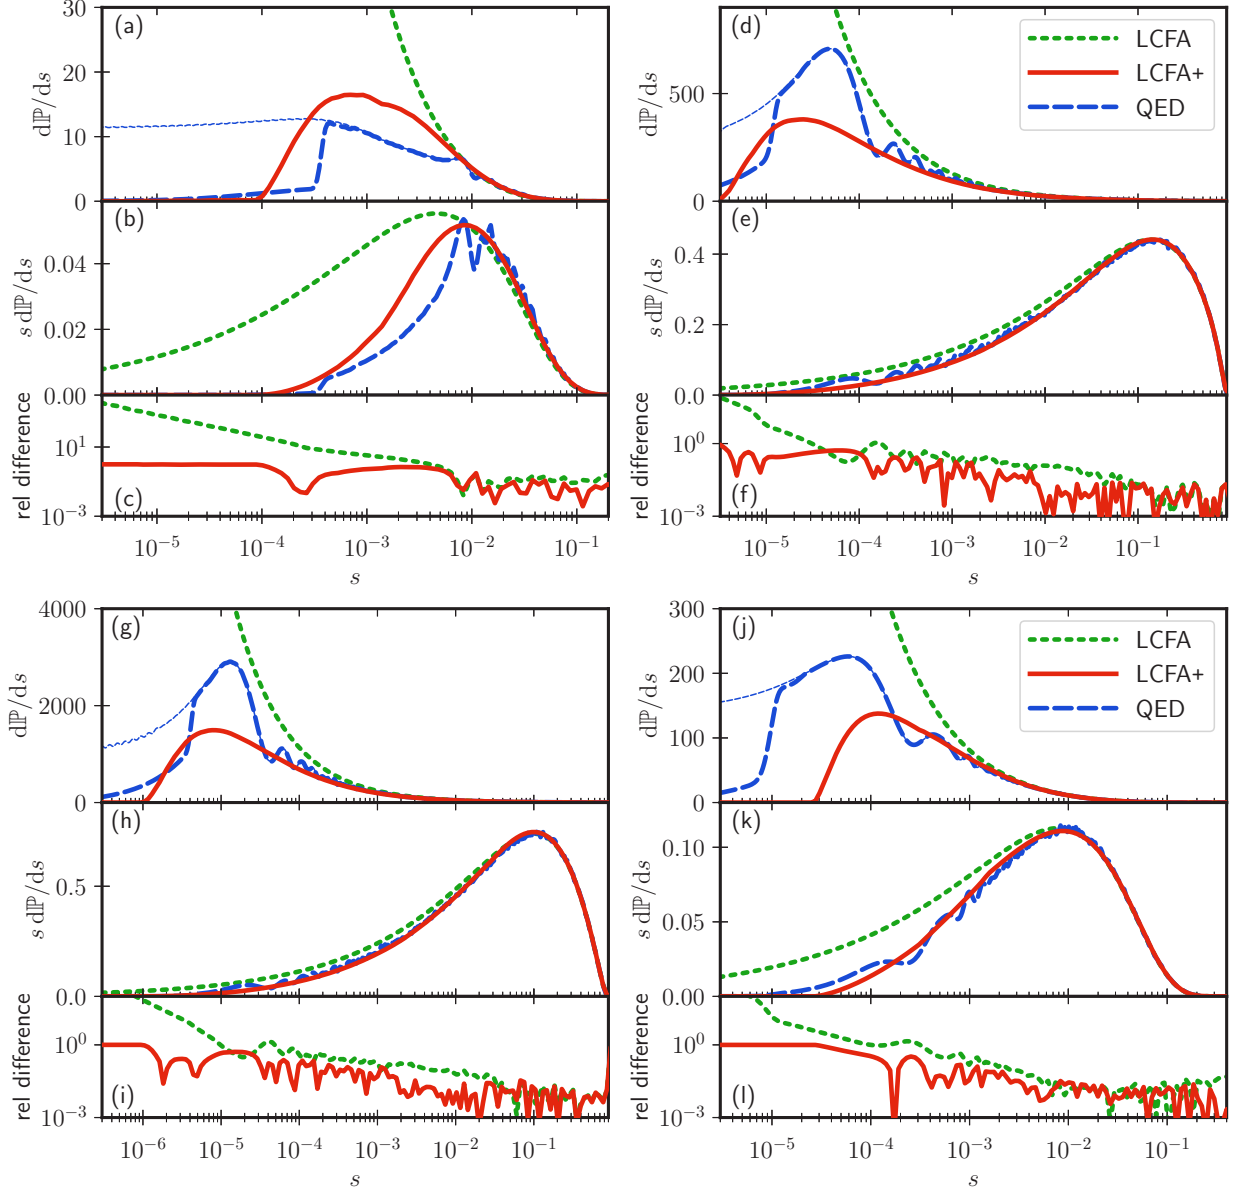 (a)
30
20
10
0
dℙ/ds
(b)
0.04
0.02
0.00
s dℙ/ds
(c)
10^1
10^-3
rel difference
10^-5 10^-4 10^-3 10^-2 10^-1
s
(d)
LCFA
LCFA+
QED
500
0
dℙ/ds
(e)
0.4
0.2
0.0
s dℙ/ds
(f)
10^0
10^-3
rel difference
10^-5 10^-4 10^-3 10^-2 10^-1
s
(g)
4000
2000
0
dℙ/ds
(h)
0.5
0.0
s dℙ/ds
(i)
10^0
10^-3
rel difference
10^-6 10^-5 10^-4 10^-3 10^-2 10^-1
s
(j)
LCFA
LCFA+
QED
300
200
100
0
dℙ/ds
(k)
0.10
0.05
0.00
s dℙ/ds
(l)
10^0
10^-3
rel difference
10^-5 10^-4 10^-3 10^-2 10^-1
s